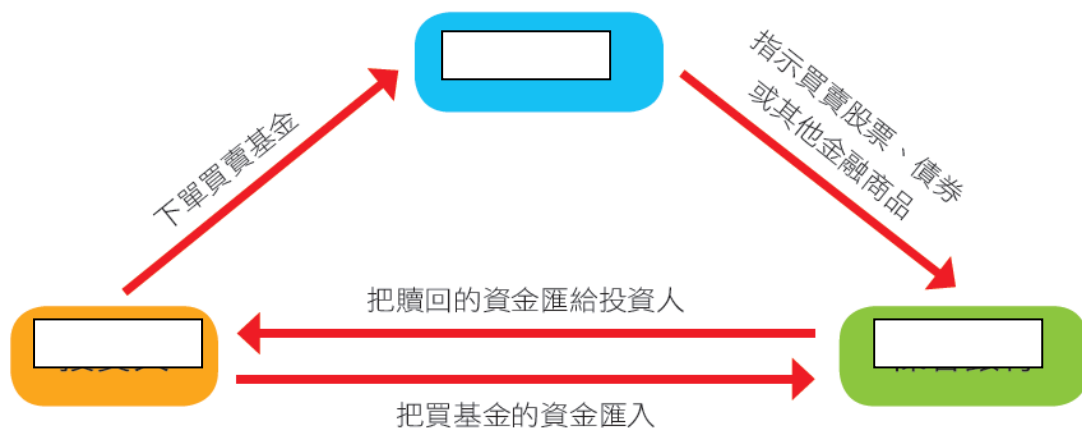 指示買賣股票、債券
或其他金融商品
下單買賣基金
把贖回的資金匯給投資人
把買基金的資金匯入